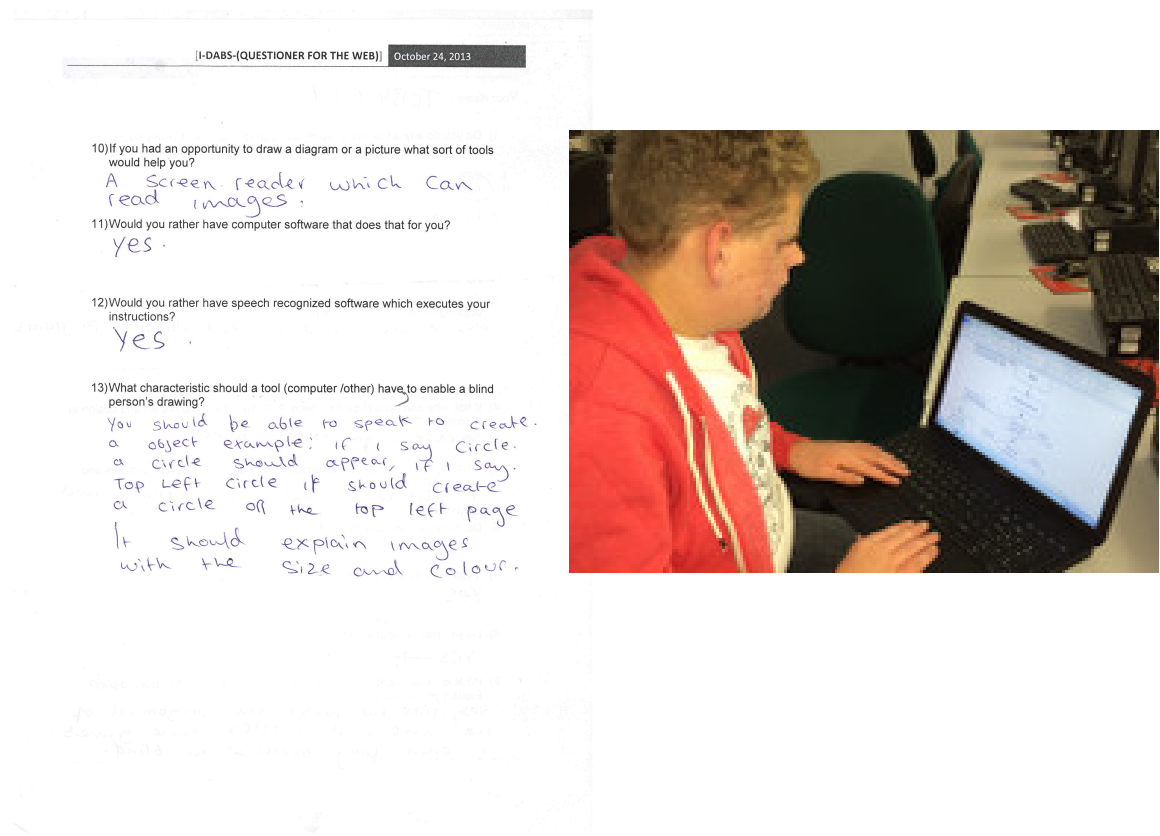 [I-DABS-(QUESTIONER FOR THE WEB)] October 24, 2013
10)If you had an opportunity to draw a diagram or a picture what sort of tools
would help you?
A screen reader which can
read images.
11)Would you rather have computer software that does that for you?
yes.
12)Would you rather have speech recognized software which executes your
instructions?
Yes.
13)What characteristic should a tool (computer /other) have to enable a blind
person's drawing?
You should be able to speak to create.
a object example: if I say Circle.
a circle should appear, if I say.
Top Left Circle it should create
a circle on the top left page
It should explain images
with the size and colour.